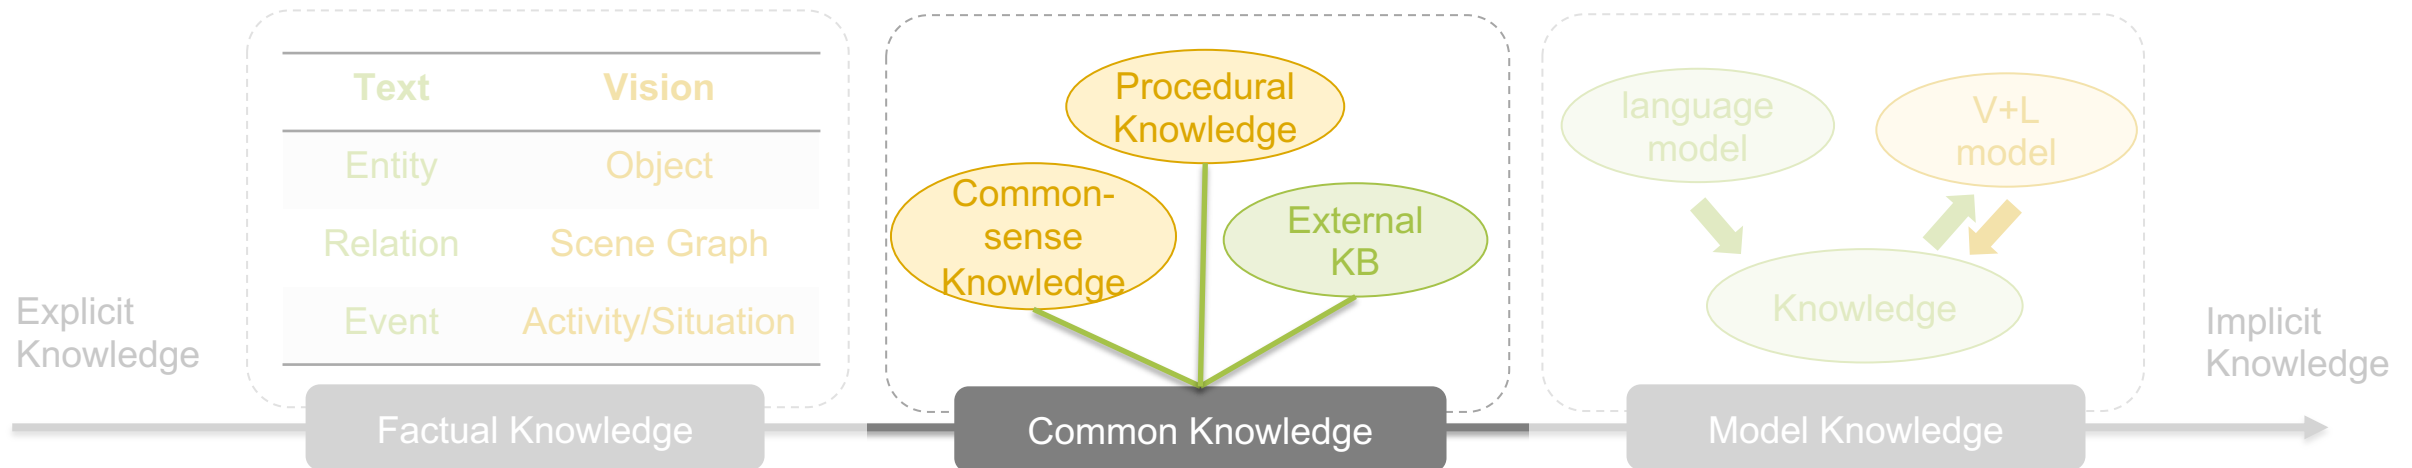 Text Vision
Entity Object
Relation Scene Graph
Event Activity/Situation
Explicit
Knowledge
Factual Knowledge
Procedural
Knowledge
Common-
sense
Knowledge
External
KB
Common Knowledge
language
model
V+L
model
Knowledge
Model Knowledge
Implicit
Knowledge